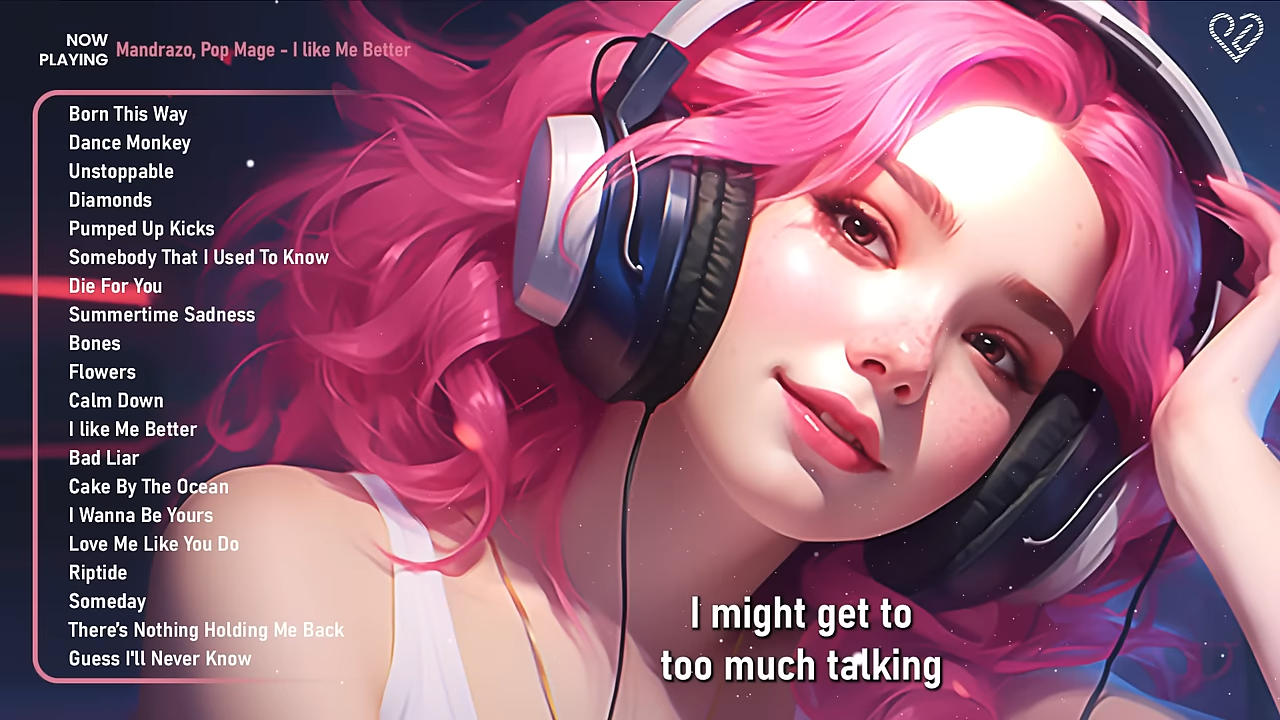 NOW
PLAYING
Mandrazo, Pop Mage - I like Me Better
Born This Way
Dance Monkey
Unstoppable
Diamonds
Pumped Up Kicks
Somebody That I Used To Know
Die For You
Summertime Sadness
Bones
Flowers
Calm Down
I like Me Better
Bad Liar
Cake By The Ocean
I Wanna Be Yours
Love Me Like You Do
Riptide
Someday
There's Nothing Holding Me Back
Guess I'll Never Know
I might get to
too much talking